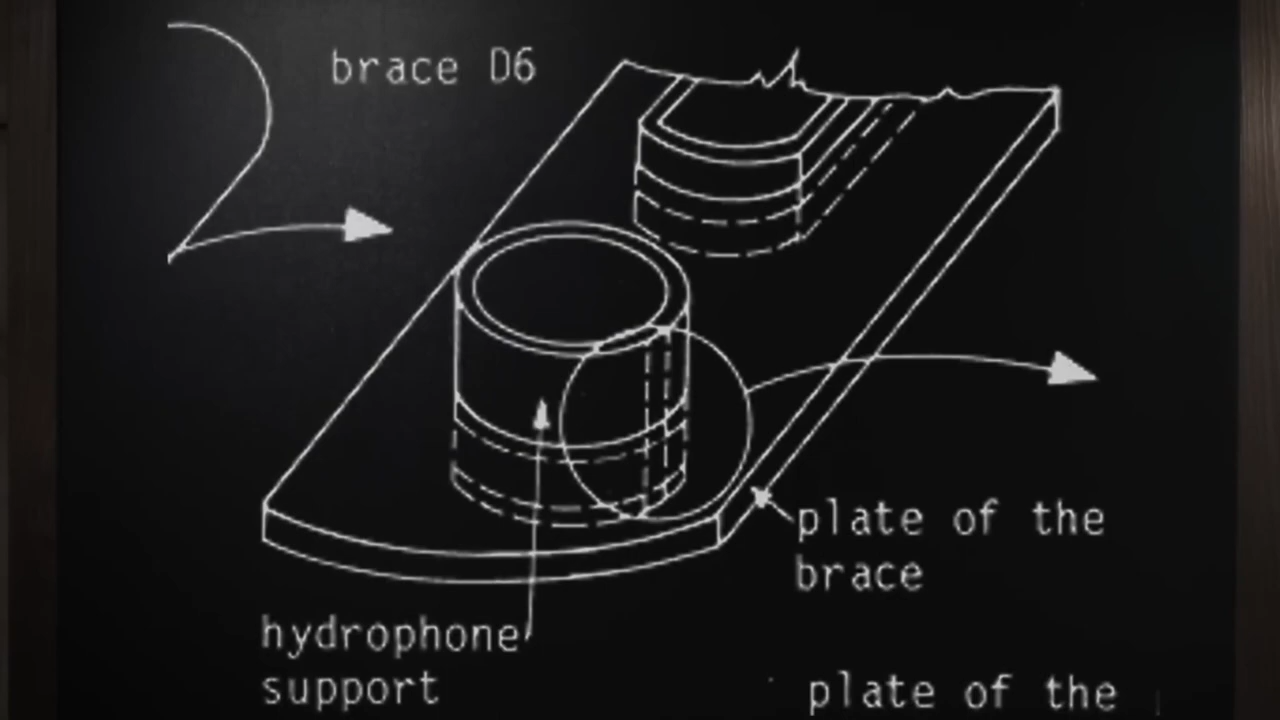 brace D6
plate of the
brace
hydrophone
support
plate of the